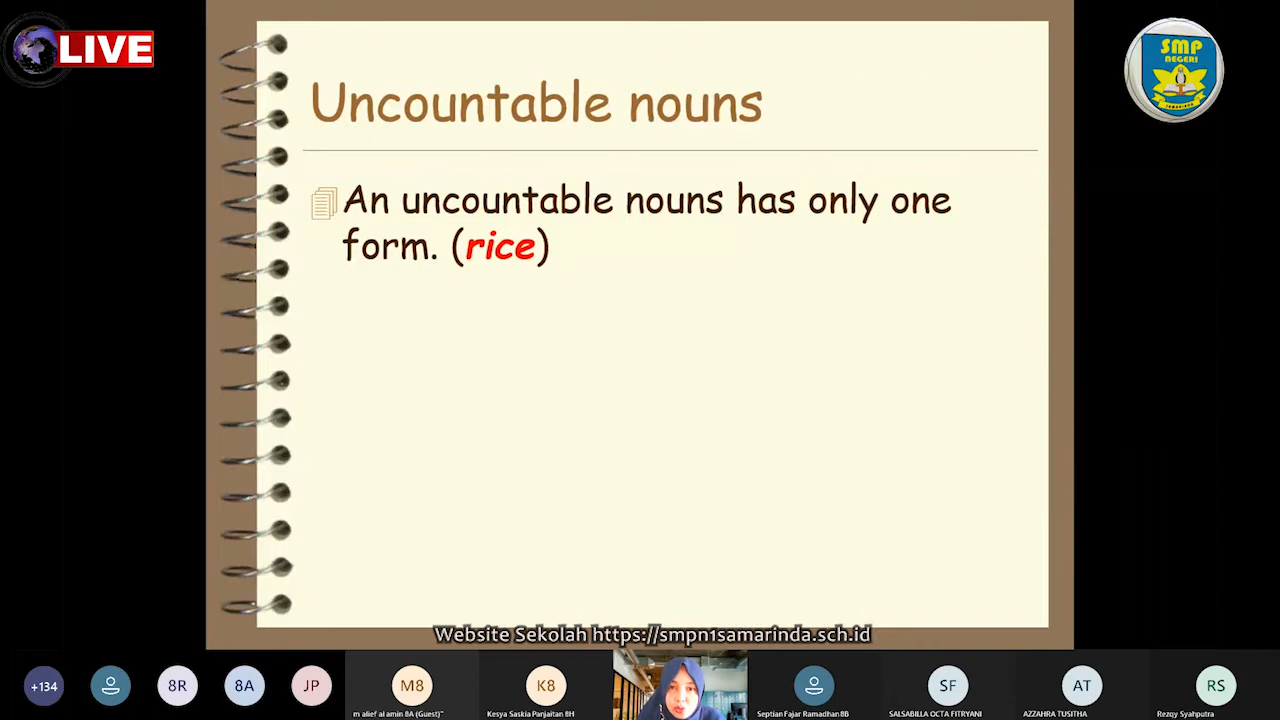 LIVE
SMP
NEGERI
SAMARINDA
Uncountable nouns
An uncountable nouns has only one
form. (rice)
Website Sekolah https://smpn1samarinda.sch.id
+134
8R
8A
JP
M8
K8
SF
AT
RS
m alief al amin 8A (Guest)"
Kesya Saskia Panjaitan 8H
Septian Fajar Ramadhan 8B
SALSABILLA OCTA FITRYANI
AZZAHRA TUSITHA
Rezqy Syahputra